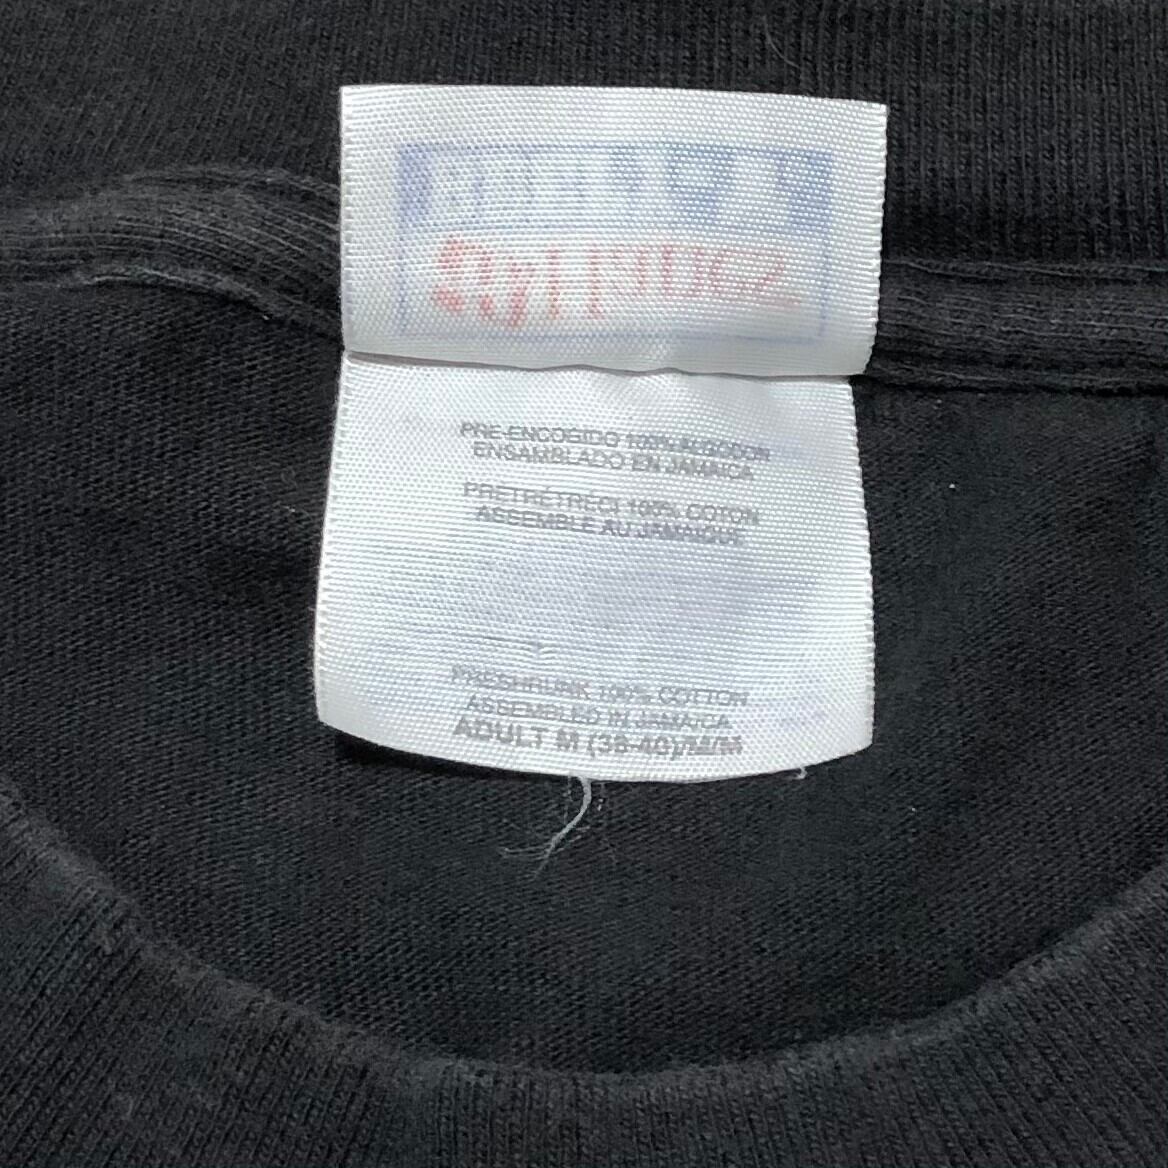 PRE-ENCOGIDO 100% ALGODON
ENSAMBLADO EN JAMAICA
PRETRÉTRÉCI 100% COTON
ASSEMBLE AU JAMAIQUE
PRESHRUNK 100% COTTON
ASSEMBLED IN JAMAICA
ADULT M (38-40)/M/M